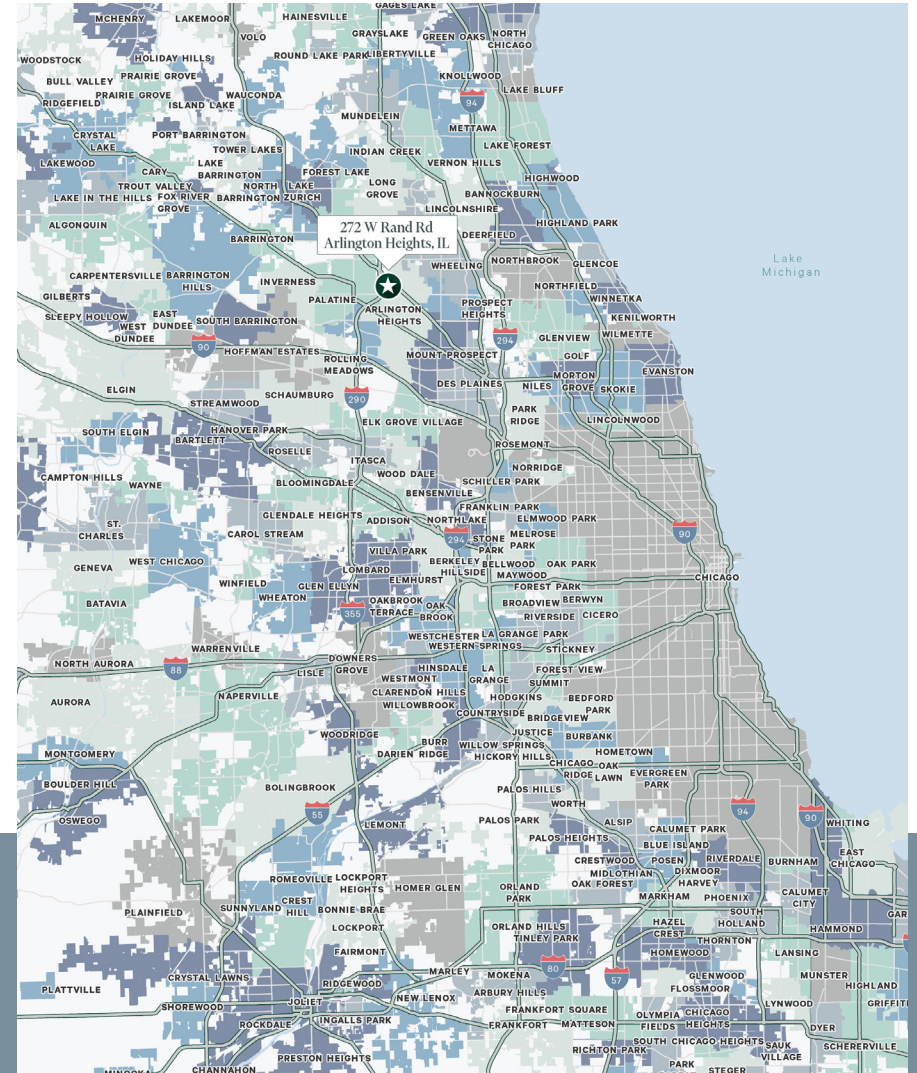 GAGES LAKE
MCHENRY
LAKEMOOR
HAINESVILLE
VOLO
GRAYSLAKE
GREEN OAKS
NORTH
CHICAGO
WOODSTOCK
HOLIDAY HILLS
ROUND LAKE PARK
LIBERTYVILLE
PRAIRIE GROVE
BULL VALLEY
KNOLLWOOD
PRAIRIE GROVE
WAUCONDA
LAKE BLUFF
RIDGEFIELD
ISLAND LAKE
94
MUNDELEIN
CRYSTAL
LAKE
PORT BARRINGTON
METTAWA
TOWER LAKES
INDIAN CREEK
LAKE FOREST
LAKEWOOD
LAKE
BARRINGTON
VERNON HILLS
CARY
FOREST LAKE
HIGHWOOD
TROUT VALLEY
NORTH
BARRINGTON
LAKE
ZURICH
LONG
GROVE
BANNOCKBURN
LAKE IN THE HILLS
FOX RIVER
GROVE
LINCOLNSHIRE
ALGONQUIN
HIGHLAND PARK
272 W Rand Rd
Arlington Heights, IL
BARRINGTON
DEERFIELD
Lake
Michigan
CARPENTERSVILLE
BARRINGTON
HILLS
WHEELING
NORTHBROOK
GLENCOE
INVERNESS
NORTHFIELD
GILBERTS
PALATINE
WINNETKA
SLEEPY HOLLOW
EAST
DUNDEE
SOUTH BARRINGTON
ARLINGTON
HEIGHTS
PROSPECT
HEIGHTS
KENILWORTH
WEST
DUNDEE
294
GLENVIEW
WILMETTE
90
HOFFMAN ESTATES
ROLLING
MEADOWS
MOUNT PROSPECT
GOLF
EVANSTON
DES PLAINES
NILES
MORTON
GROVE
SKOKIE
ELGIN
SCHAUMBURG
290
STREAMWOOD
PARK
RIDGE
LINCOLNWOOD
SOUTH ELGIN
HANOVER PARK
ELK GROVE VILLAGE
BARTLETT
ROSELLE
ROSEMONT
ITASCA
NORRIDGE
CAMPTON HILLS
WAYNE
BLOOMINGDALE
WOOD DALE
SCHILLER PARK
BENSENVILLE
FRANKLIN PARK
ST.
CHARLES
GLENDALE HEIGHTS
ADDISON
NORTHLAKE
ELMWOOD PARK
CAROL STREAM
294
STONE
PARK
MELROSE
PARK
90
VILLA PARK
GENEVA
WEST CHICAGO
LOMBARD
BERKELEY
HILLSIDE
BELLWOOD
OAK PARK
MAYWOOD
CHICAGO
WINFIELD
GLEN ELLYN
ELMHURST
FOREST PARK
BATAVIA
WHEATON
355
OAKBROOK
TERRACE
OAK
BROOK
BROADVIEW
BERWYN
RIVERSIDE
CICERO
WARRENVILLE
WESTCHESTER
LA GRANGE PARK
WESTERN SPRINGS
STICKNEY
NORTH AURORA
88
LISLE
DOWNERS
GROVE
HINSDALE
LA
GRANGE
FOREST VIEW
WESTMONT
SUMMIT
AURORA
NAPERVILLE
CLARENDON HILLS
HODGKINS
BEDFORD
PARK
WILLOWBROOK
COUNTRYSIDE
BRIDGEVIEW
WOODRIDGE
JUSTICE
BURBANK
BURR
RIDGE
DARIEN
WILLOW SPRINGS
MONTGOMERY
HICKORY HILLS
HOMETOWN
BOULDER HILL
CHICAGO
RIDGE
OAK
LAWN
EVERGREEN
PARK
BOLINGBROOK
PALOS HILLS
OSWEGO
55
WORTH
94
90
LEMONT
PALOS PARK
ALSIP
CALUMET PARK
WHITING
PALOS HEIGHTS
BLUE ISLAND
EAST
CHICAGO
CRESTWOOD
POSEN
RIVERDALE
BURNHAM
MIDLOTHIAN
DIXMOOR
ROMEOVILLE
LOCKPORT
HEIGHTS
HOMER GLEN
OAK FOREST
HARVEY
ORLAND
PARK
MARKHAM
PHOENIX
CALUMET
CITY
SUNNYLAND
CREST
HILL
BONNIE BRAE
PLAINFIELD
SOUTH
HOLLAND
GAR
LOCKPORT
ORLAND HILLS
HAZEL
CREST
HAMMOND
TINLEY PARK
THORNTON
FAIRMONT
HOMEWOOD
LANSING
80
57
CRYSTAL LAWNS
MARLEY
MOKENA
GLENWOOD
MUNSTER
RIDGEWOOD
FLOSSMOOR
HIGHLAND
PLATTVILLE
ARBURY HILLS
SHOREWOOD
JOLIET
NEW LENOX
LYNWOOD
GRIFFIT
FRANKFORT SQUARE
OLYMPIA
FIELDS
CHICAGO
HEIGHTS
ROCKDALE
INGALLS PARK
FRANKFORT
MATTESON
DYER
SOUTH CHICAGO HEIGHTS
SAUK
VILLAGE
SCHERERVILLE
PRESTON HEIGHTS
RICHTON PARK
PARK
CHANNAHON
MINOOKA
STEGER